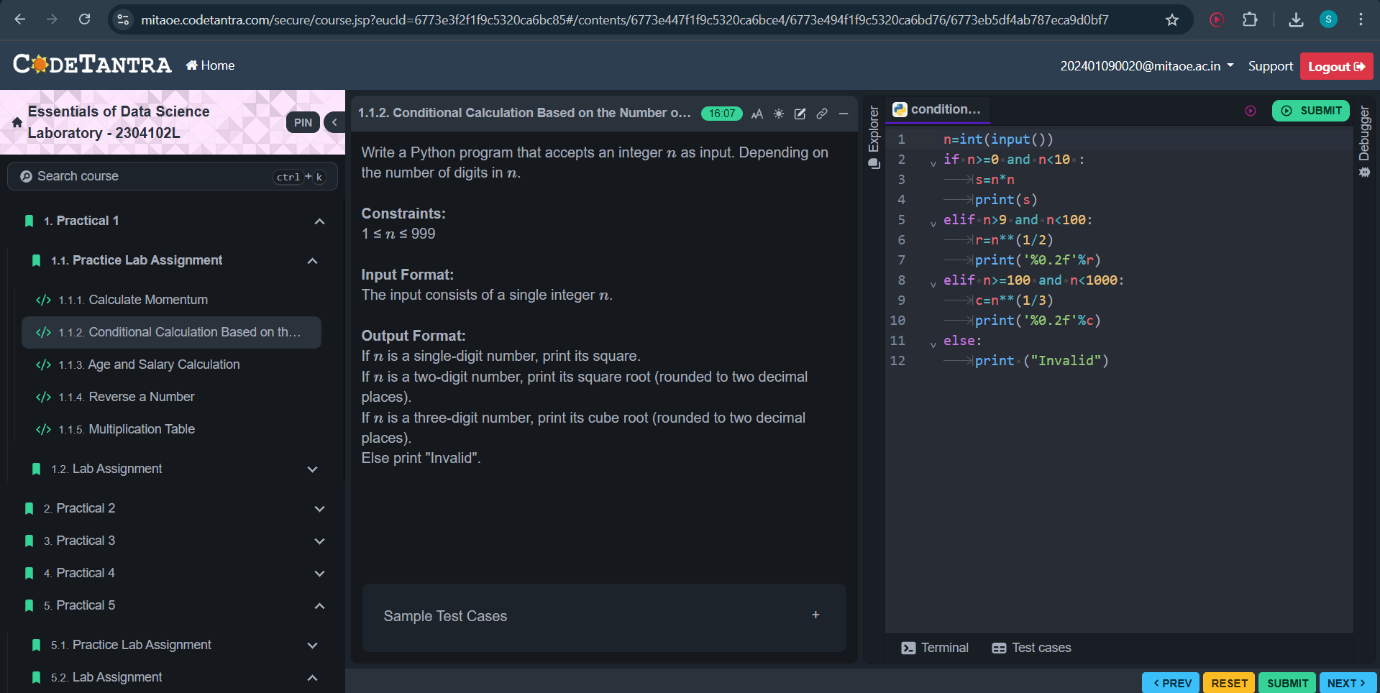 mitaoe.codetantra.com/secure/course.jsp?eucId=6773e3f2f1f9c5320ca6bc85#/contents/6773e447f1f9c5320ca6bce4/6773e494f1f9c5320ca6bd76/6773eb5df4ab787eca9d0bf7
S
CODETANTRA
Home
202401090020@mitaoe.ac.in
Support
Logout
Essentials of Data Science
Laboratory - 2304102L
PIN
Search course
ctrl + k
1. Practical 1
1.1. Practice Lab Assignment
1.1.1. Calculate Momentum
1.1.2. Conditional Calculation Based on th...
1.1.3. Age and Salary Calculation
1.1.4. Reverse a Number
1.1.5. Multiplication Table
1.2. Lab Assignment
2. Practical 2
3. Practical 3
4. Practical 4
5. Practical 5
5.1. Practice Lab Assignment
5.2. Lab Assignment
1.1.2. Conditional Calculation Based on the Number o...
16:07
AA
Write a Python program that accepts an integer n as input. Depending on
the number of digits in n.
Constraints:
1 ≤ n ≤ 999
Input Format:
The input consists of a single integer n.
Output Format:
If n is a single-digit number, print its square.
If n is a two-digit number, print its square root (rounded to two decimal
places).
If n is a three-digit number, print its cube root (rounded to two decimal
places).
Else print "Invalid".
Sample Test Cases
+
Explorer
condition...
SUBMIT
Debugger
1 n=int(input())
2 if n>=0 and n<10 :
3 s=n*n
4 print(s)
5 elif n>9 and n<100:
6 r=n**(1/2)
7 print('%0.2f'%r)
8 elif n>=100 and n<1000:
9 c=n**(1/3)
10 print('%0.2f'%c)
11 else:
12 print ("Invalid")
Terminal
Test cases
< PREV
RESET
SUBMIT
NEXT >